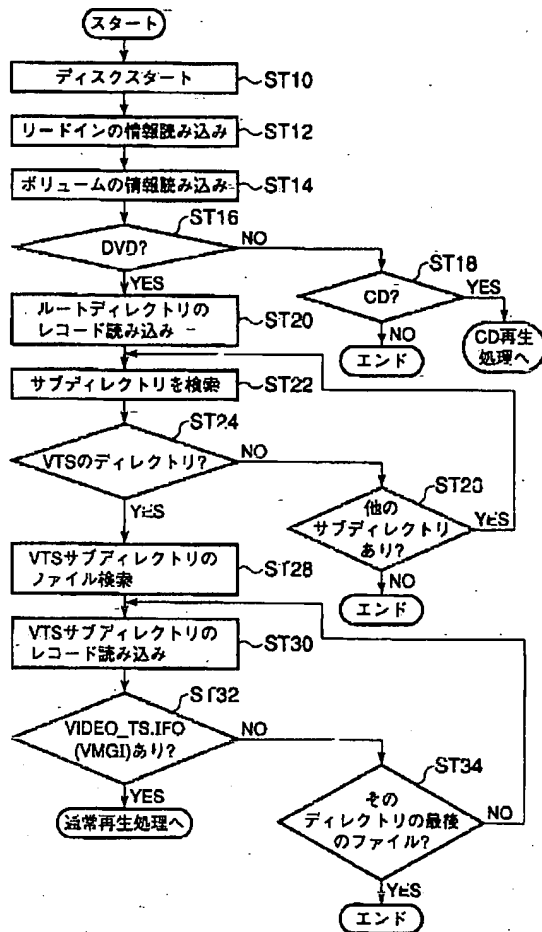 スタート
ディスクスタート
ST10
リードインの情報読み込み
ST12
ボリュームの情報読み込み
ST14
ST16
DVD?
NO
YES
ST18
CD?
YES
NO
エンド
CD再生
処理へ
ルートディレクトリの
レコード読み込み
ST20
サブディレクトリを検索
ST22
ST24
VTSのディレクトリ?
NO
YES
ST20
他の
サブディレクトリ
あり?
YES
NO
エンド
VTSサブディレクトリの
ファイル検索
ST28
VTSサブディレクトリの
レコード読み込み
ST30
ST32
VIDEO_TS.IFO
(VMGI)あり?
NO
YES
通常再生処理へ
ST34
その
ディレクトリの最後
のファイル?
NO
YES
エンド